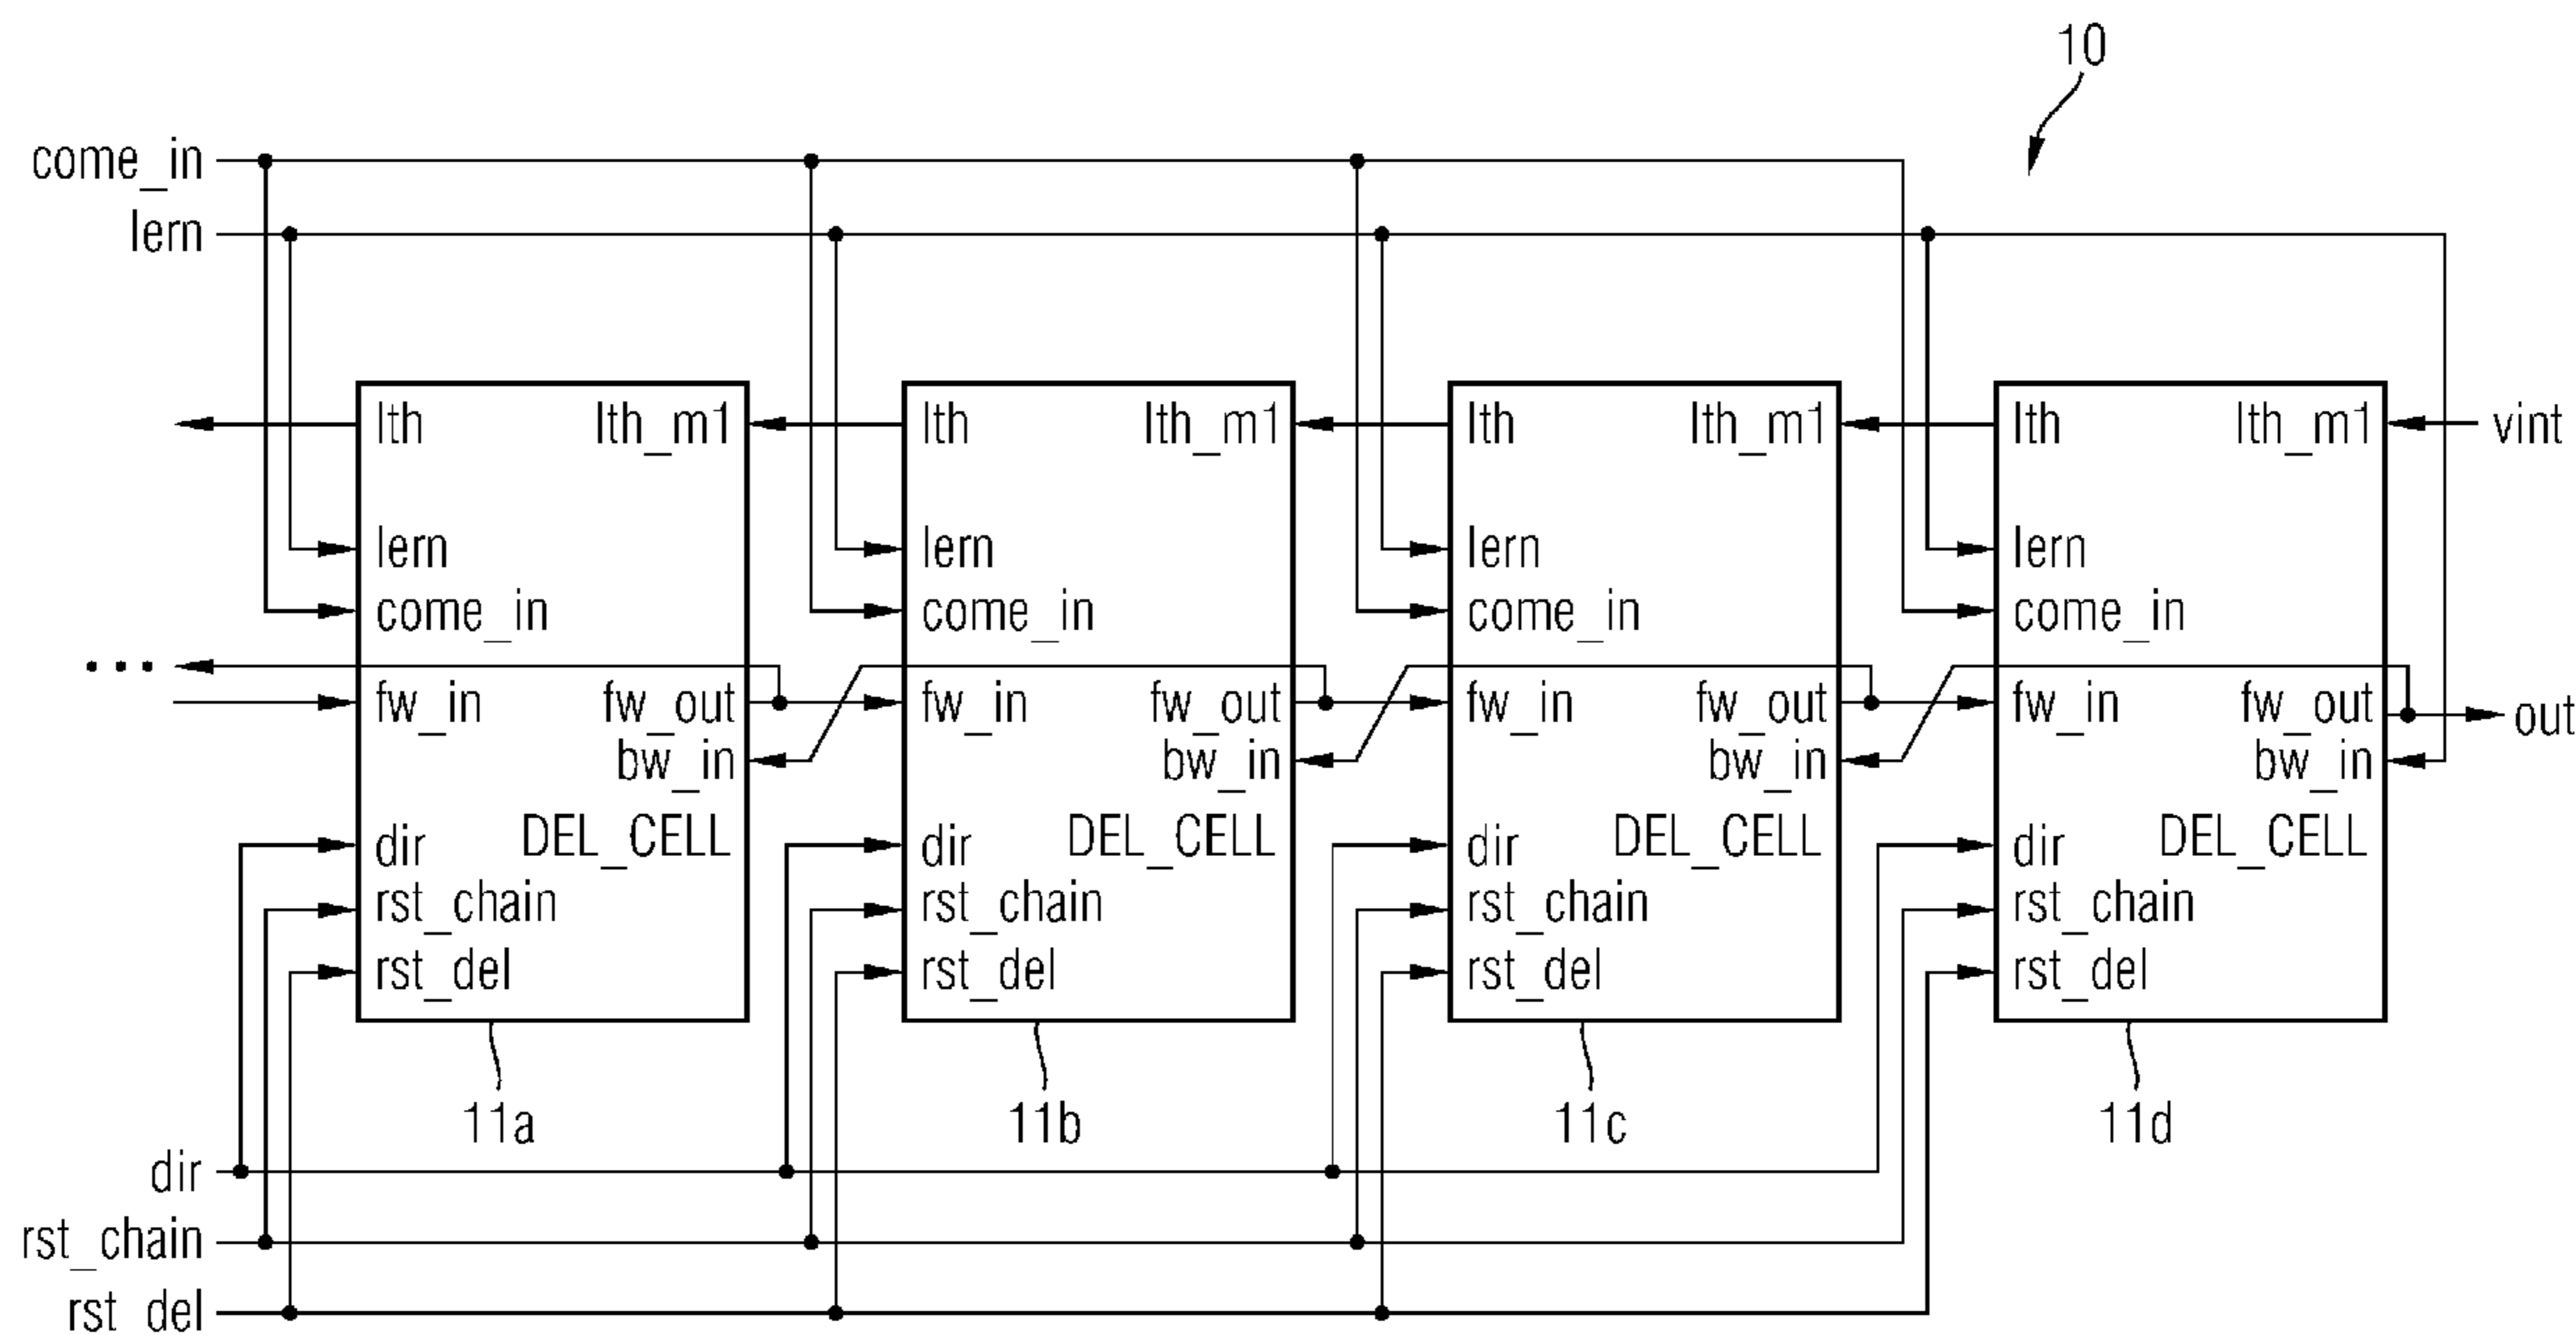 10
come_in
lern
lth lth_m1 lth lth_m1 lth lth_m1 lth lth_m1 vint
lern lern lern lern
come_in come_in come_in come_in
...
fw_in fw_out fw_in fw_out fw_in fw_out fw_in fw_out out
bw_in bw_in bw_in bw_in
dir DEL_CELL dir DEL_CELL dir DEL_CELL dir DEL_CELL
rst_chain rst_chain rst_chain rst_chain
rst_del rst_del rst_del rst_del
11a 11b 11c 11d
dir
rst_chain
rst del